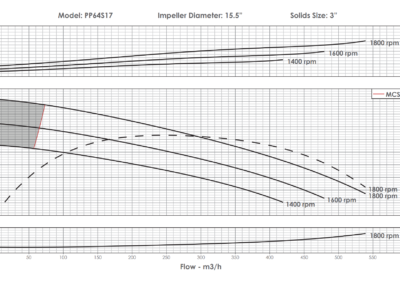 Model: PP64S17 Impeller Diameter: 15.5" Solids Size: 3"
1800 rpm
1600 rpm
1400 rpm
MCS
1800 rpm
1800 rpm
1600 rpm
1400 rpm
1800 rpm
50 100 150 200 250 300 350 400 450 500 550
Flow - m3/h